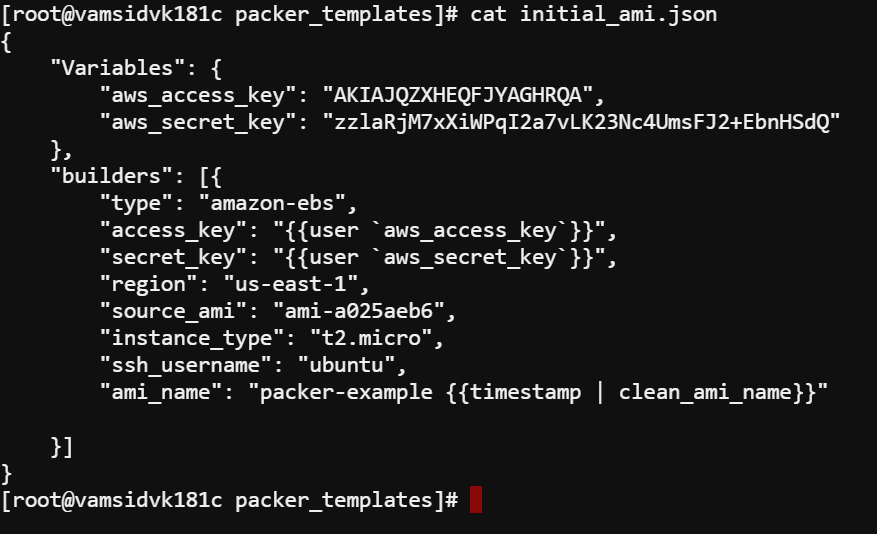 [root@vamsidvk181c packer_templates]# cat initial_ami.json
{
    "Variables": {
        "aws_access_key": "AKIAJQZXHEQFJYAGHRQA",
        "aws_secret_key": "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"
    },
    "builders": [{
        "type": "amazon-ebs",
        "access_key": "{{user `aws_access_key`}}",
        "secret_key": "{{user `aws_secret_key`}}",
        "region": "us-east-1",
        "source_ami": "ami-a025aeb6",
        "instance_type": "t2.micro",
        "ssh_username": "ubuntu",
        "ami_name": "packer-example {{timestamp | clean_ami_name}}"
    }]
}
[root@vamsidvk181c packer_templates]#